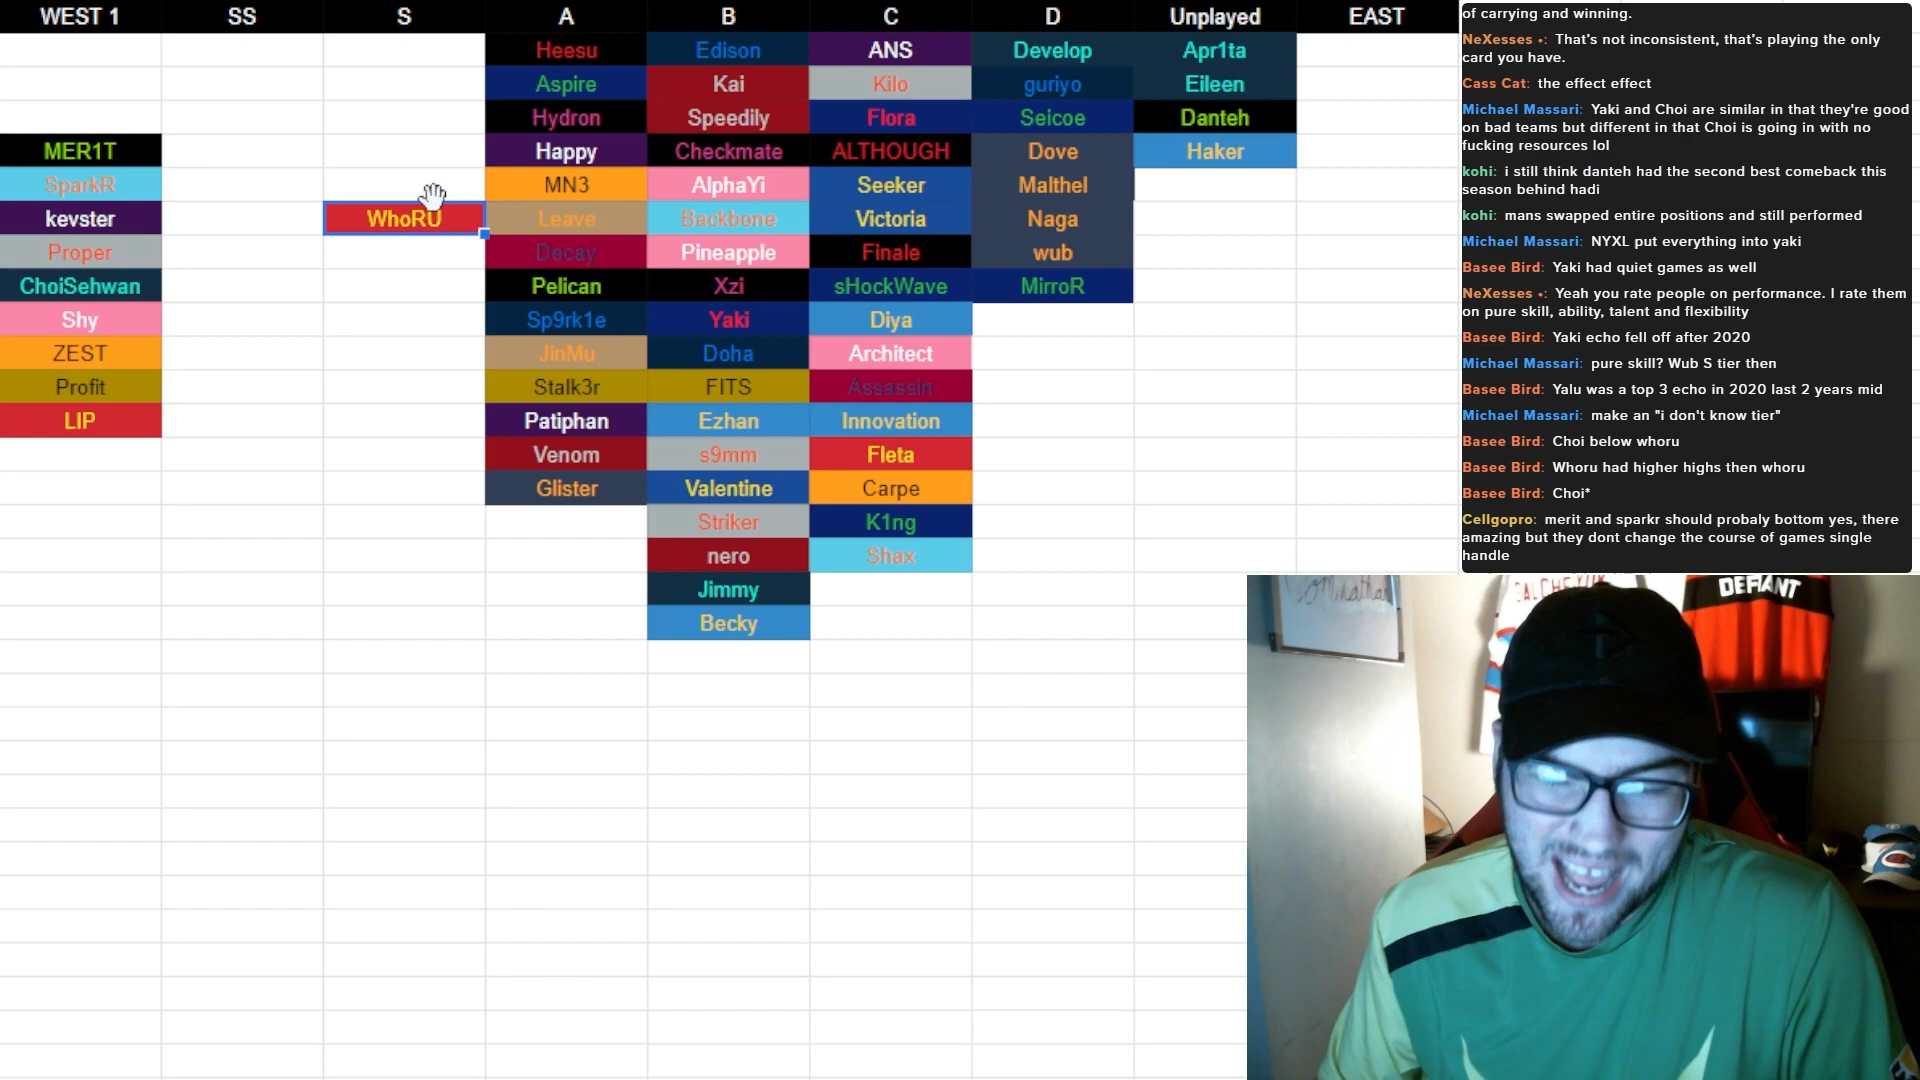 WEST 1 SS S A B C D Unplayed EAST
Heesu Edison ANS Develop Apr1ta
Aspire Kai Kilo guriyo Eileen
Hydron Speedily Flora Seicoe Danteh
MER1T Happy Checkmate ALTHOUGH Dove Haker
SparkR MN3 AlphaYi Seeker Malthel
kevster WhoRU Leave Backbone Victoria Naga
Proper Decay Pineapple Finale wub
ChoiSehwan Pelican Xzi sHockWave MirroR
Shy Sp9rk1e Yaki Diya
ZEST JinMu Doha Architect
Profit Stalk3r FITS Assassin
LIP Patiphan Ezhan Innovation
Venom s9mm Fleta
Glister Valentine Carpe
Striker K1ng
nero Shax
Jimmy
Becky
of carrying and winning.
NeXesses •: That's not inconsistent, that's playing the only
card you have.
Cass Cat: the effect effect
Michael Massari: Yaki and Choi are similar in that they're good
on bad teams but different in that Choi is going in with no
fucking resources lol
kohi: i still think danteh had the second best comeback this
season behind hadi
kohi: mans swapped entire positions and still performed
Michael Massari: NYXL put everything into yaki
Basee Bird: Yaki had quiet games as well
NeXesses •: Yeah you rate people on performance. I rate them
on pure skill, ability, talent and flexibility
Basee Bird: Yaki echo fell off after 2020
Michael Massari: pure skill? Wub S tier then
Basee Bird: Yalu was a top 3 echo in 2020 last 2 years mid
Michael Massari: make an "i don't know tier"
Basee Bird: Choi below whoru
Basee Bird: Whoru had higher highs then whoru
Basee Bird: Choi*
Cellgopro: merit and sparkr should probaly bottom yes, there
amazing but they dont change the course of games single
handle
DEFIANT